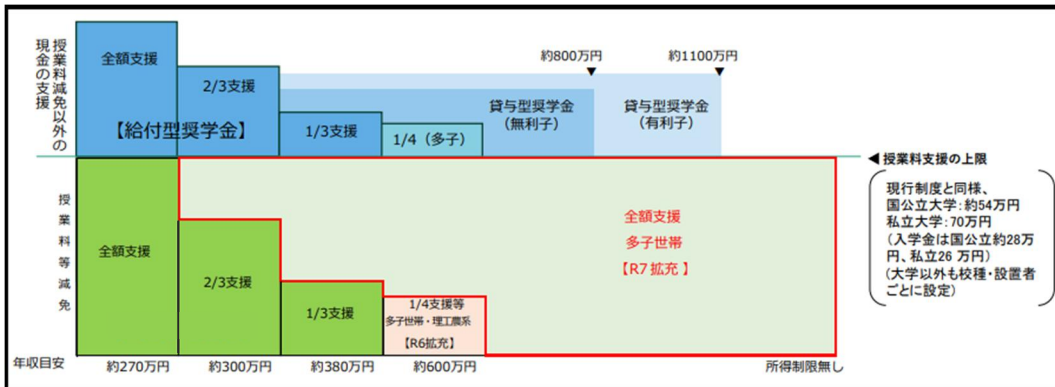 授業料減免以外の
現金の支援
全額支援
2/3支援
【給付型奨学金】
1/3支援
1/4（多子）
約800万円
約1100万円
貸与型奨学金
（無利子）
貸与型奨学金
（有利子）
授業料等減免
全額支援
2/3支援
1/3支援
1/4支援等
多子世帯・理工農系
【R6拡充】
全額支援
多子世帯
【R7拡充 】
◀ 授業料支援の上限
現行制度と同様、
国公立大学：約54万円
私立大学：70万円
（入学金は国公立約28万
円、私立26 万円）
（大学以外も校種・設置者
ごとに設定）
年収目安
約270万円
約300万円
約380万円
約600万円
所得制限無し